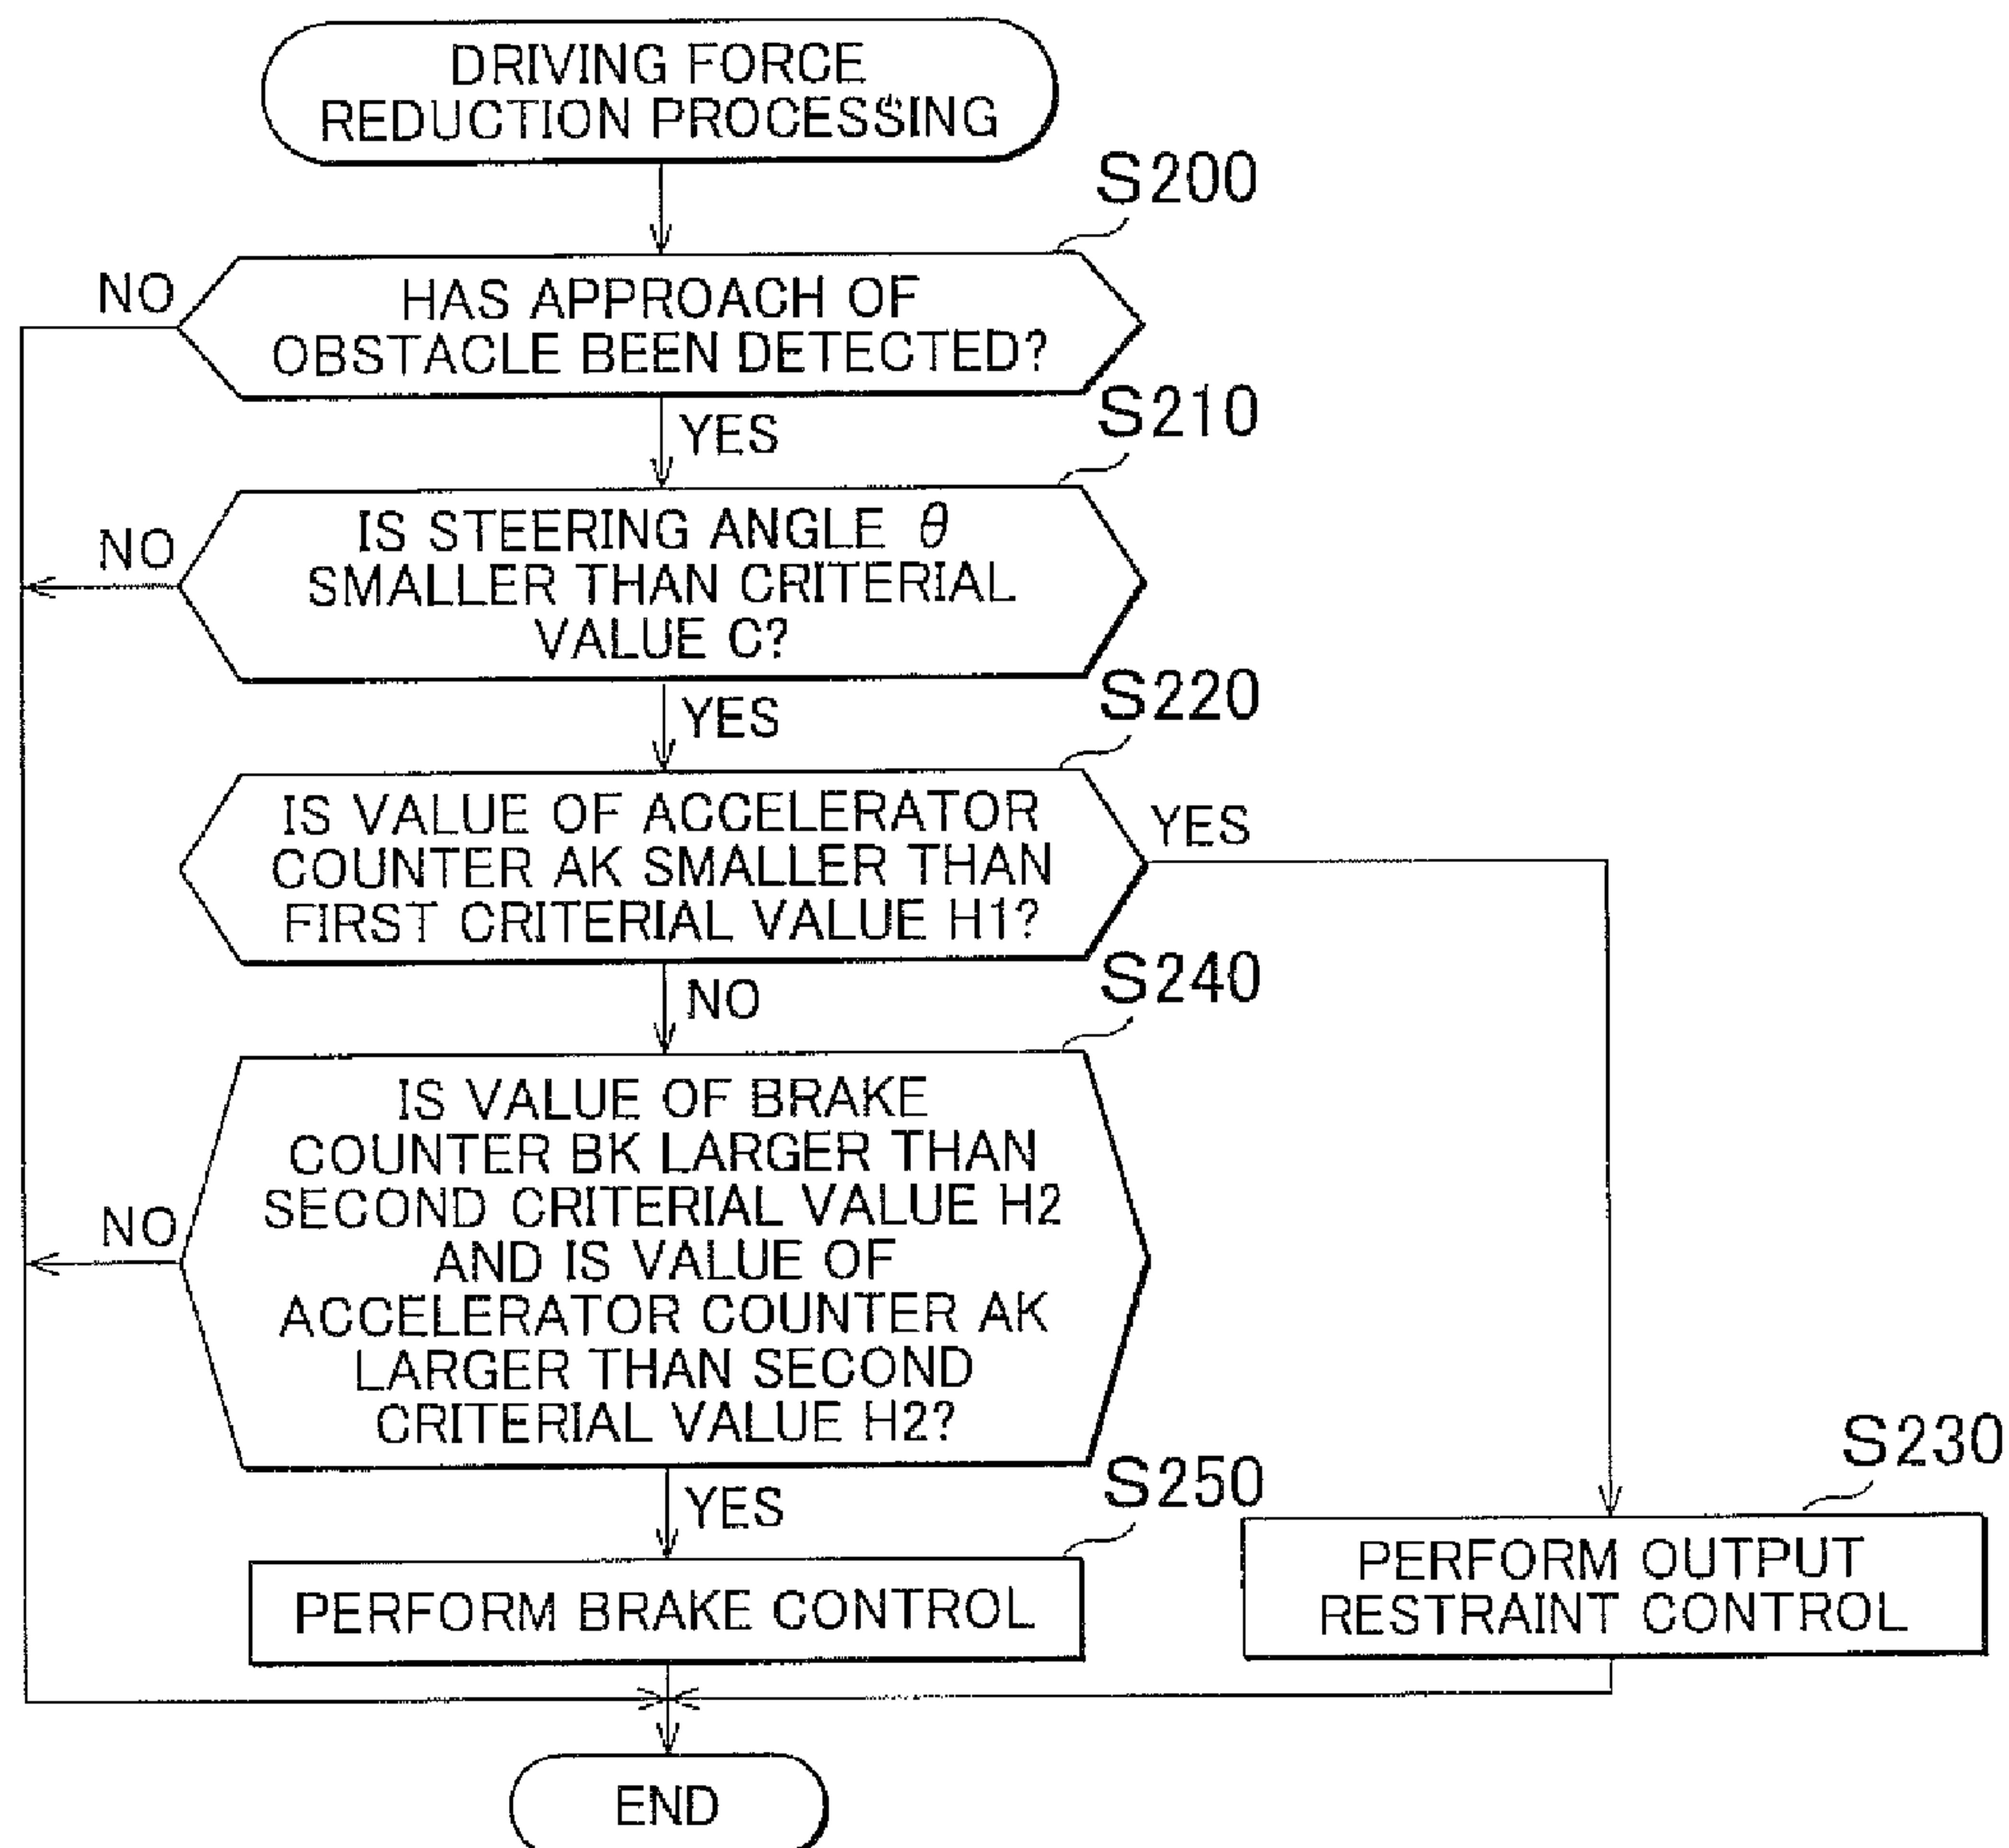 DRIVING FORCE
REDUCTION PROCESSING
S200
NO
HAS APPROACH OF
OBSTACLE BEEN DETECTED?
S210
YES
NO
IS STEERING ANGLE θ
SMALLER THAN CRITERIAL
VALUE C?
S220
YES
IS VALUE OF ACCELERATOR
COUNTER AK SMALLER THAN
FIRST CRITERIAL VALUE H1?
YES
S240
NO
IS VALUE OF BRAKE
COUNTER BK LARGER THAN
SECOND CRITERIAL VALUE H2
AND IS VALUE OF
ACCELERATOR COUNTER AK
LARGER THAN SECOND
CRITERIAL VALUE H2?
NO
S250
YES
S230
PERFORM BRAKE CONTROL
PERFORM OUTPUT
RESTRAINT CONTROL
END